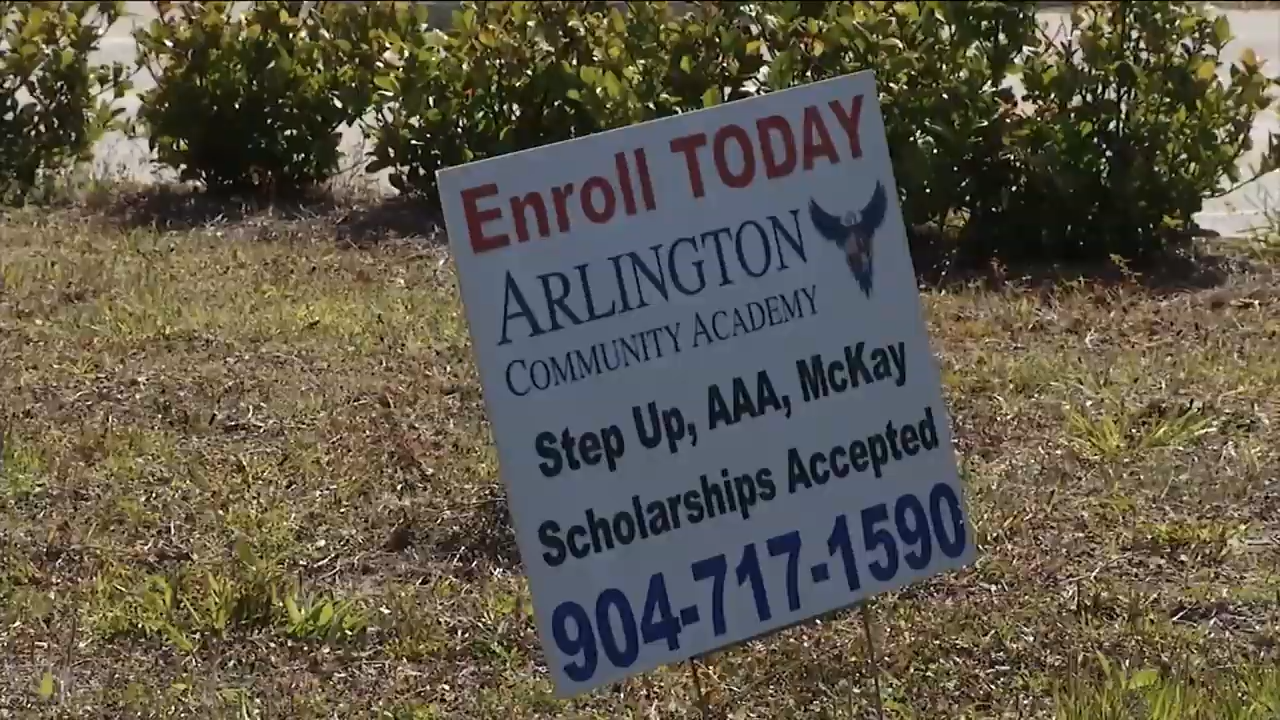 Enroll TODAY
ARLINGTON
COMMUNITY ACADEMY
Step Up, AAA, McKay
Scholarships Accepted
904-717-1590